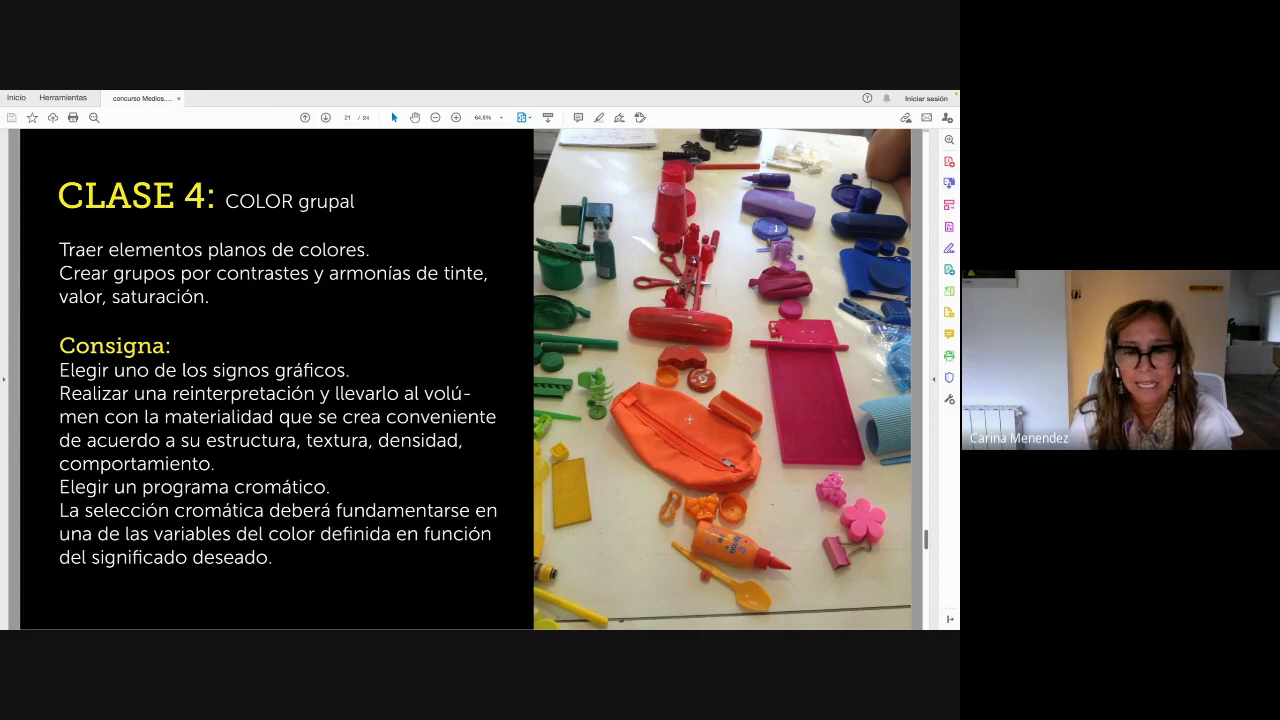 Inicio
Herramientas
concurso Medios....
×
Iniciar sesión
21 / 24
64,5%
CLASE 4: COLOR grupal
Traer elementos planos de colores.
Crear grupos por contrastes y armonías de tinte,
valor, saturación.
Consigna:
Elegir uno de los signos gráficos.
Realizar una reinterpretación y llevarlo al volú-
men con la materialidad que se crea conveniente
de acuerdo a su estructura, textura, densidad,
comportamiento.
Elegir un programa cromático.
La selección cromática deberá fundamentarse en
una de las variables del color definida en función
del significado deseado.
Carina Menendez